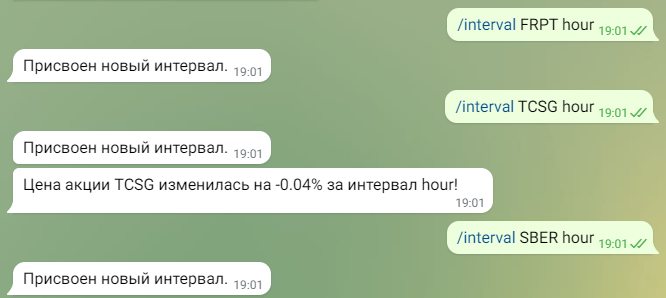 /interval FRPT hour 19:01
Присвоен новый интервал. 19:01
/interval TCSG hour 19:01
Присвоен новый интервал. 19:01
Цена акции TCSG изменилась на -0.04% за интервал hour!
19:01
/interval SBER hour 19:01
Присвоен новый интервал. 19:01